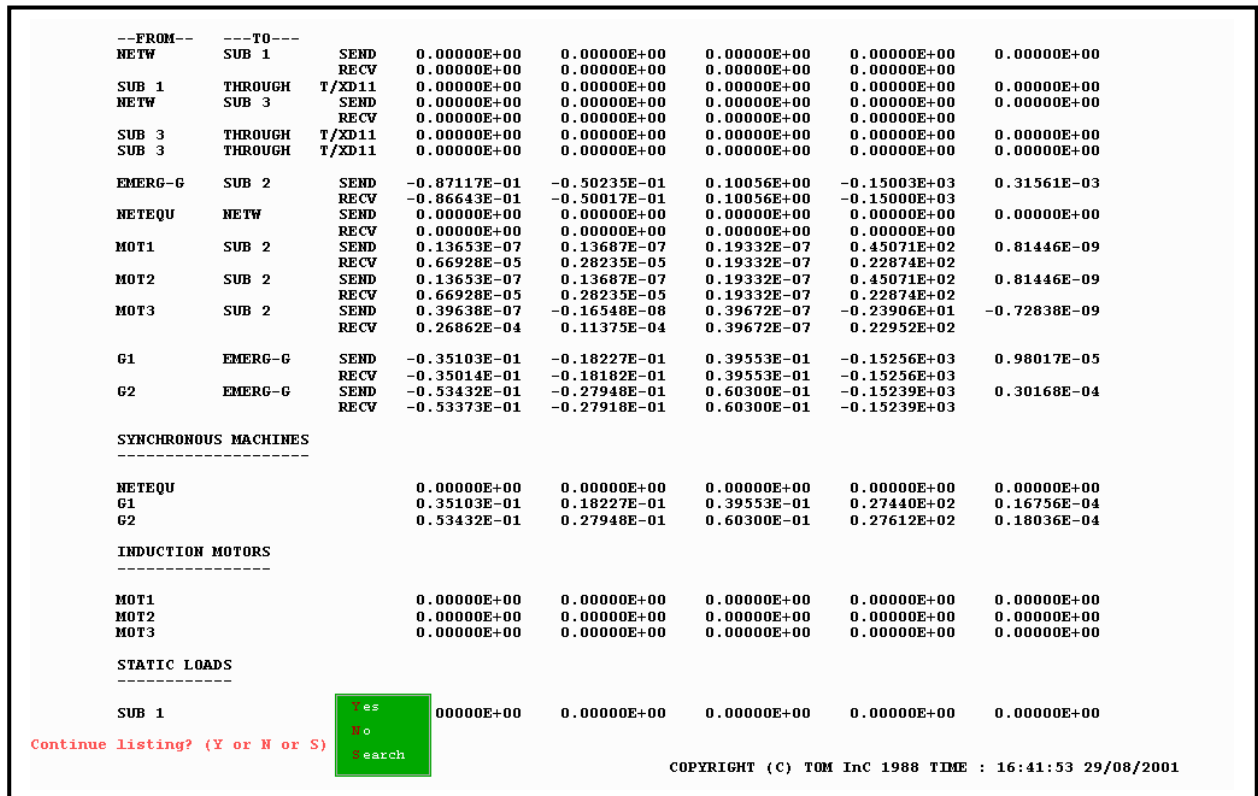 --FROM-- ---TO---
NETW SUB 1 SEND 0.00000E+00 0.00000E+00 0.00000E+00 0.00000E+00 0.00000E+00
RECV 0.00000E+00 0.00000E+00 0.00000E+00 0.00000E+00
SUB 1 THROUGH T/XD11 0.00000E+00 0.00000E+00 0.00000E+00 0.00000E+00 0.00000E+00
NETW SUB 3 SEND 0.00000E+00 0.00000E+00 0.00000E+00 0.00000E+00 0.00000E+00
RECV 0.00000E+00 0.00000E+00 0.00000E+00 0.00000E+00
SUB 3 THROUGH T/XD11 0.00000E+00 0.00000E+00 0.00000E+00 0.00000E+00 0.00000E+00
SUB 3 THROUGH T/XD11 0.00000E+00 0.00000E+00 0.00000E+00 0.00000E+00 0.00000E+00
EMERG-G SUB 2 SEND -0.87117E-01 -0.50235E-01 0.10056E+00 -0.15003E+03 0.31561E-03
RECV -0.86643E-01 -0.50017E-01 0.10056E+00 -0.15000E+03
NETEQU NETW SEND 0.00000E+00 0.00000E+00 0.00000E+00 0.00000E+00 0.00000E+00
RECV 0.00000E+00 0.00000E+00 0.00000E+00 0.00000E+00
MOT1 SUB 2 SEND 0.13653E-07 0.13687E-07 0.19332E-07 0.45071E+02 0.81446E-09
RECV 0.66928E-05 0.28235E-05 0.19332E-07 0.22874E+02
MOT2 SUB 2 SEND 0.13653E-07 0.13687E-07 0.19332E-07 0.45071E+02 0.81446E-09
RECV 0.66928E-05 0.28235E-05 0.19332E-07 0.22874E+02
MOT3 SUB 2 SEND 0.39638E-07 -0.16548E-08 0.39672E-07 -0.23906E+01 -0.72838E-09
RECV 0.26862E-04 0.11375E-04 0.39672E-07 0.22952E+02
G1 EMERG-G SEND -0.35103E-01 -0.18227E-01 0.39553E-01 -0.15256E+03 0.98017E-05
RECV -0.35014E-01 -0.18182E-01 0.39553E-01 -0.15256E+03
G2 EMERG-G SEND -0.53432E-01 -0.27948E-01 0.60300E-01 -0.15239E+03 0.30168E-04
RECV -0.53373E-01 -0.27918E-01 0.60300E-01 -0.15239E+03
SYNCHRONOUS MACHINES
--------------------
NETEQU 0.00000E+00 0.00000E+00 0.00000E+00 0.00000E+00 0.00000E+00
G1 0.35103E-01 0.18227E-01 0.39553E-01 0.27440E+02 0.16756E-04
G2 0.53432E-01 0.27948E-01 0.60300E-01 0.27612E+02 0.18036E-04
INDUCTION MOTORS
----------------
MOT1 0.00000E+00 0.00000E+00 0.00000E+00 0.00000E+00 0.00000E+00
MOT2 0.00000E+00 0.00000E+00 0.00000E+00 0.00000E+00 0.00000E+00
MOT3 0.00000E+00 0.00000E+00 0.00000E+00 0.00000E+00 0.00000E+00
STATIC LOADS
------------
SUB 1 00000E+00 0.00000E+00 0.00000E+00 0.00000E+00 0.00000E+00
Continue listing? (Y or N or S)
Yes
No
Search
COPYRIGHT (C) TOM InC 1988 TIME : 16:41:53 29/08/2001